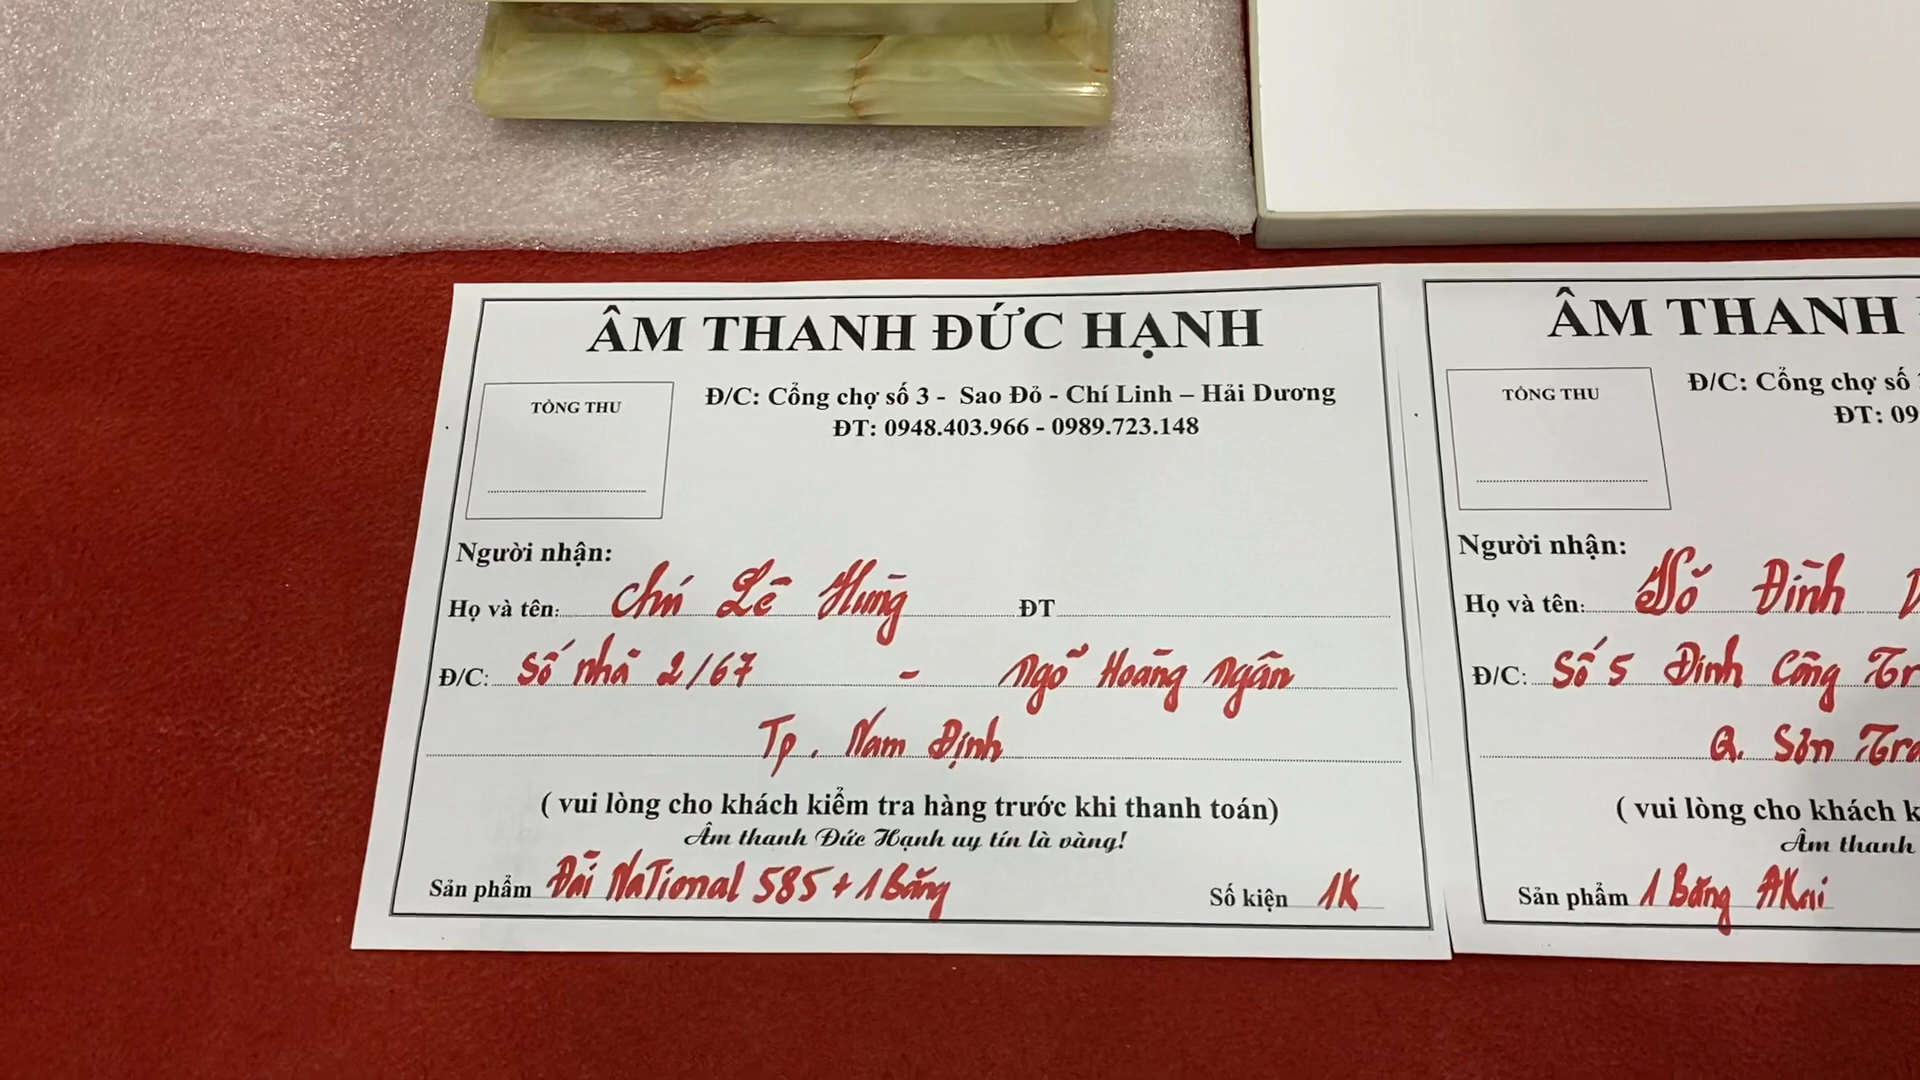 ÂM THANH ĐỨC HẠNH
TỔNG THU
Đ/C: Cổng chợ số 3 - Sao Đỏ - Chí Linh – Hải Dương
ĐT: 0948.403.966 - 0989.723.148
Người nhận:
Họ và tên: Chú Lê Hùng ĐT
Đ/C: Số nhà 2/67 - Ngõ Hoàng Ngân
Tp. Nam Định
( vui lòng cho khách kiểm tra hàng trước khi thanh toán)
Âm thanh Đức Hạnh uy tín là vàng!
Sản phẩm Đài National 585 + 1 Băng Số kiện 1K
ÂM THANH
TỔNG THU
Đ/C: Cổng chợ số
ĐT: 09
Người nhận:
Họ và tên: Đình
Đ/C: Số 5 Đinh Công Tr
Q. Sơn Tra
( vui lòng cho khách k
Âm thanh
Sản phẩm 1 Băng AKai